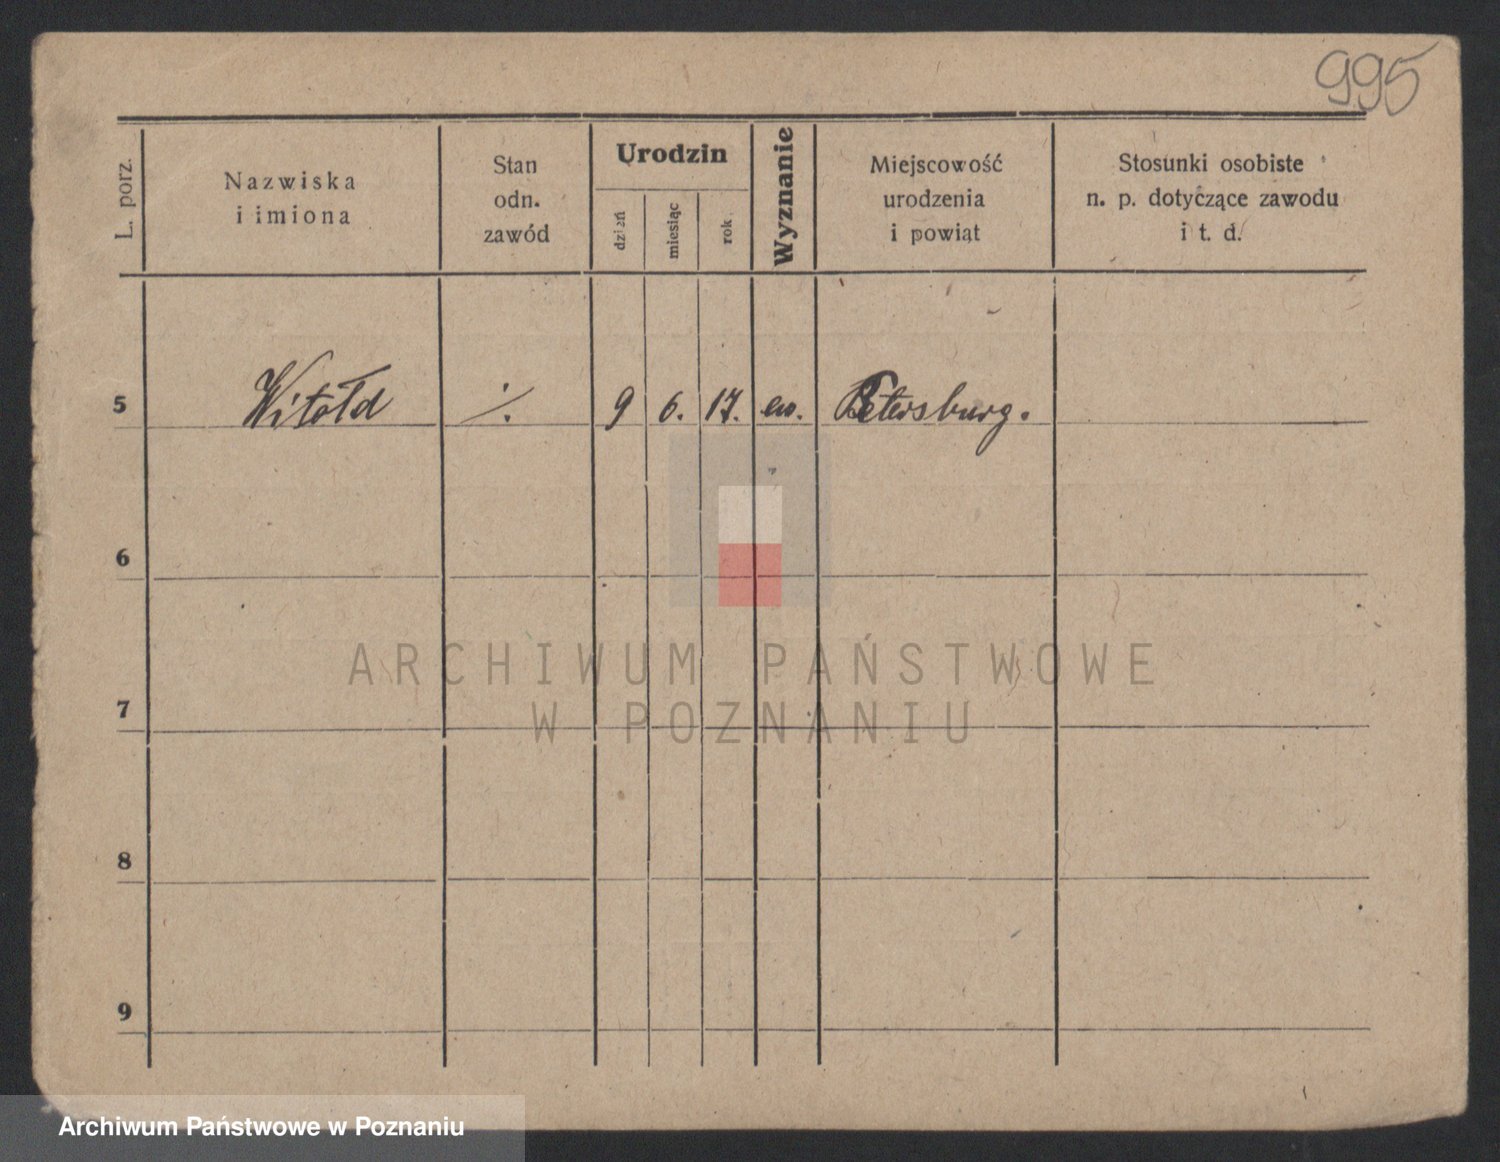 995
L. porz.
Nazwiska
i imiona
Stan
odn.
zawód
Urodzin
dzień
miesiąc
rok
Wyznanie
Miejscowość
urodzenia
i powiat
Stosunki osobiste
n. p. dotyczące zawodu
i t. d.
5 Witołd ./. 9 6. 17. ew. Petersburg.
6
7
8
9
ARCHIWUM PAŃSTWOWE
W POZNANIU
Archiwum Państwowe w Poznaniu